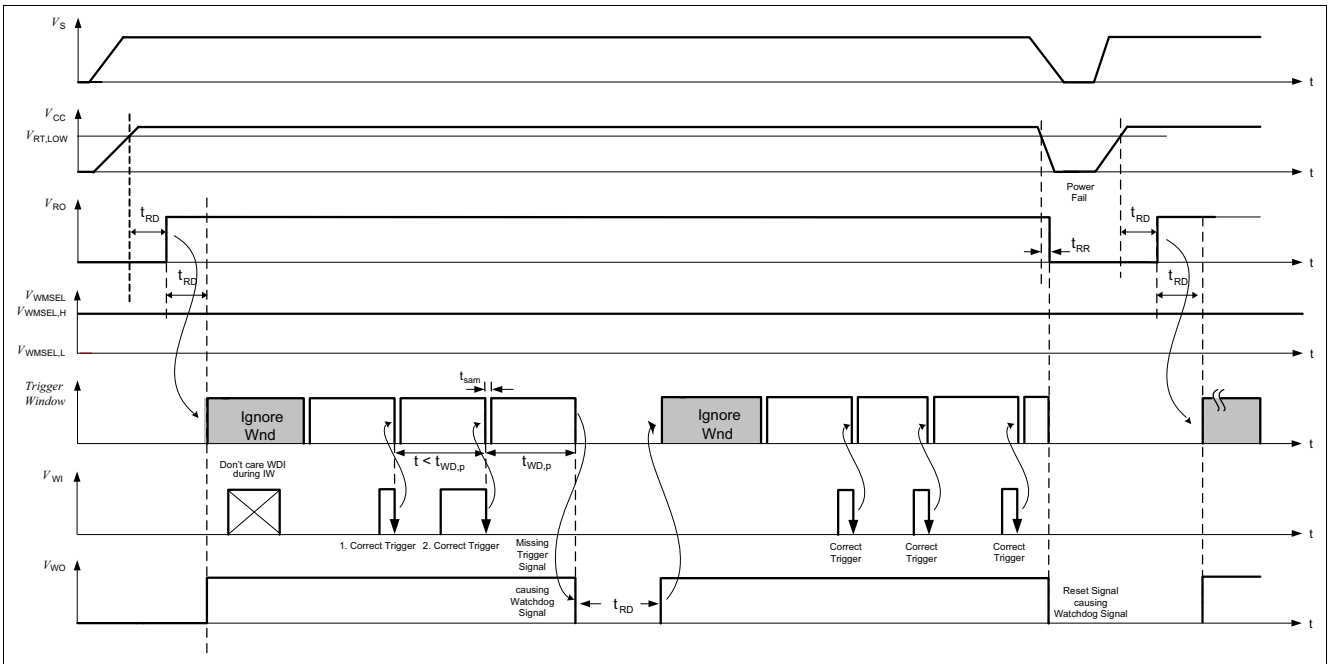 VS
t
VCC
VRT,LOW
t
Power
Fail
VRO
tRD
tRR
tRD
t
tRD
tRD
VWMSEL
VWMSEL,H
VWMSEL,L
t
Trigger
Window
tsam
Ignore
Wnd
Ignore
Wnd
t
t < tWD,p
tWD,p
Don't care WDI
during IW
VWI
t
1. Correct Trigger
2. Correct Trigger
Missing
Trigger
Signal
Correct
Trigger
Correct
Trigger
Correct
Trigger
VWO
causing
Watchdog
Signal
tRD
Reset Signal
causing
Watchdog Signal
t